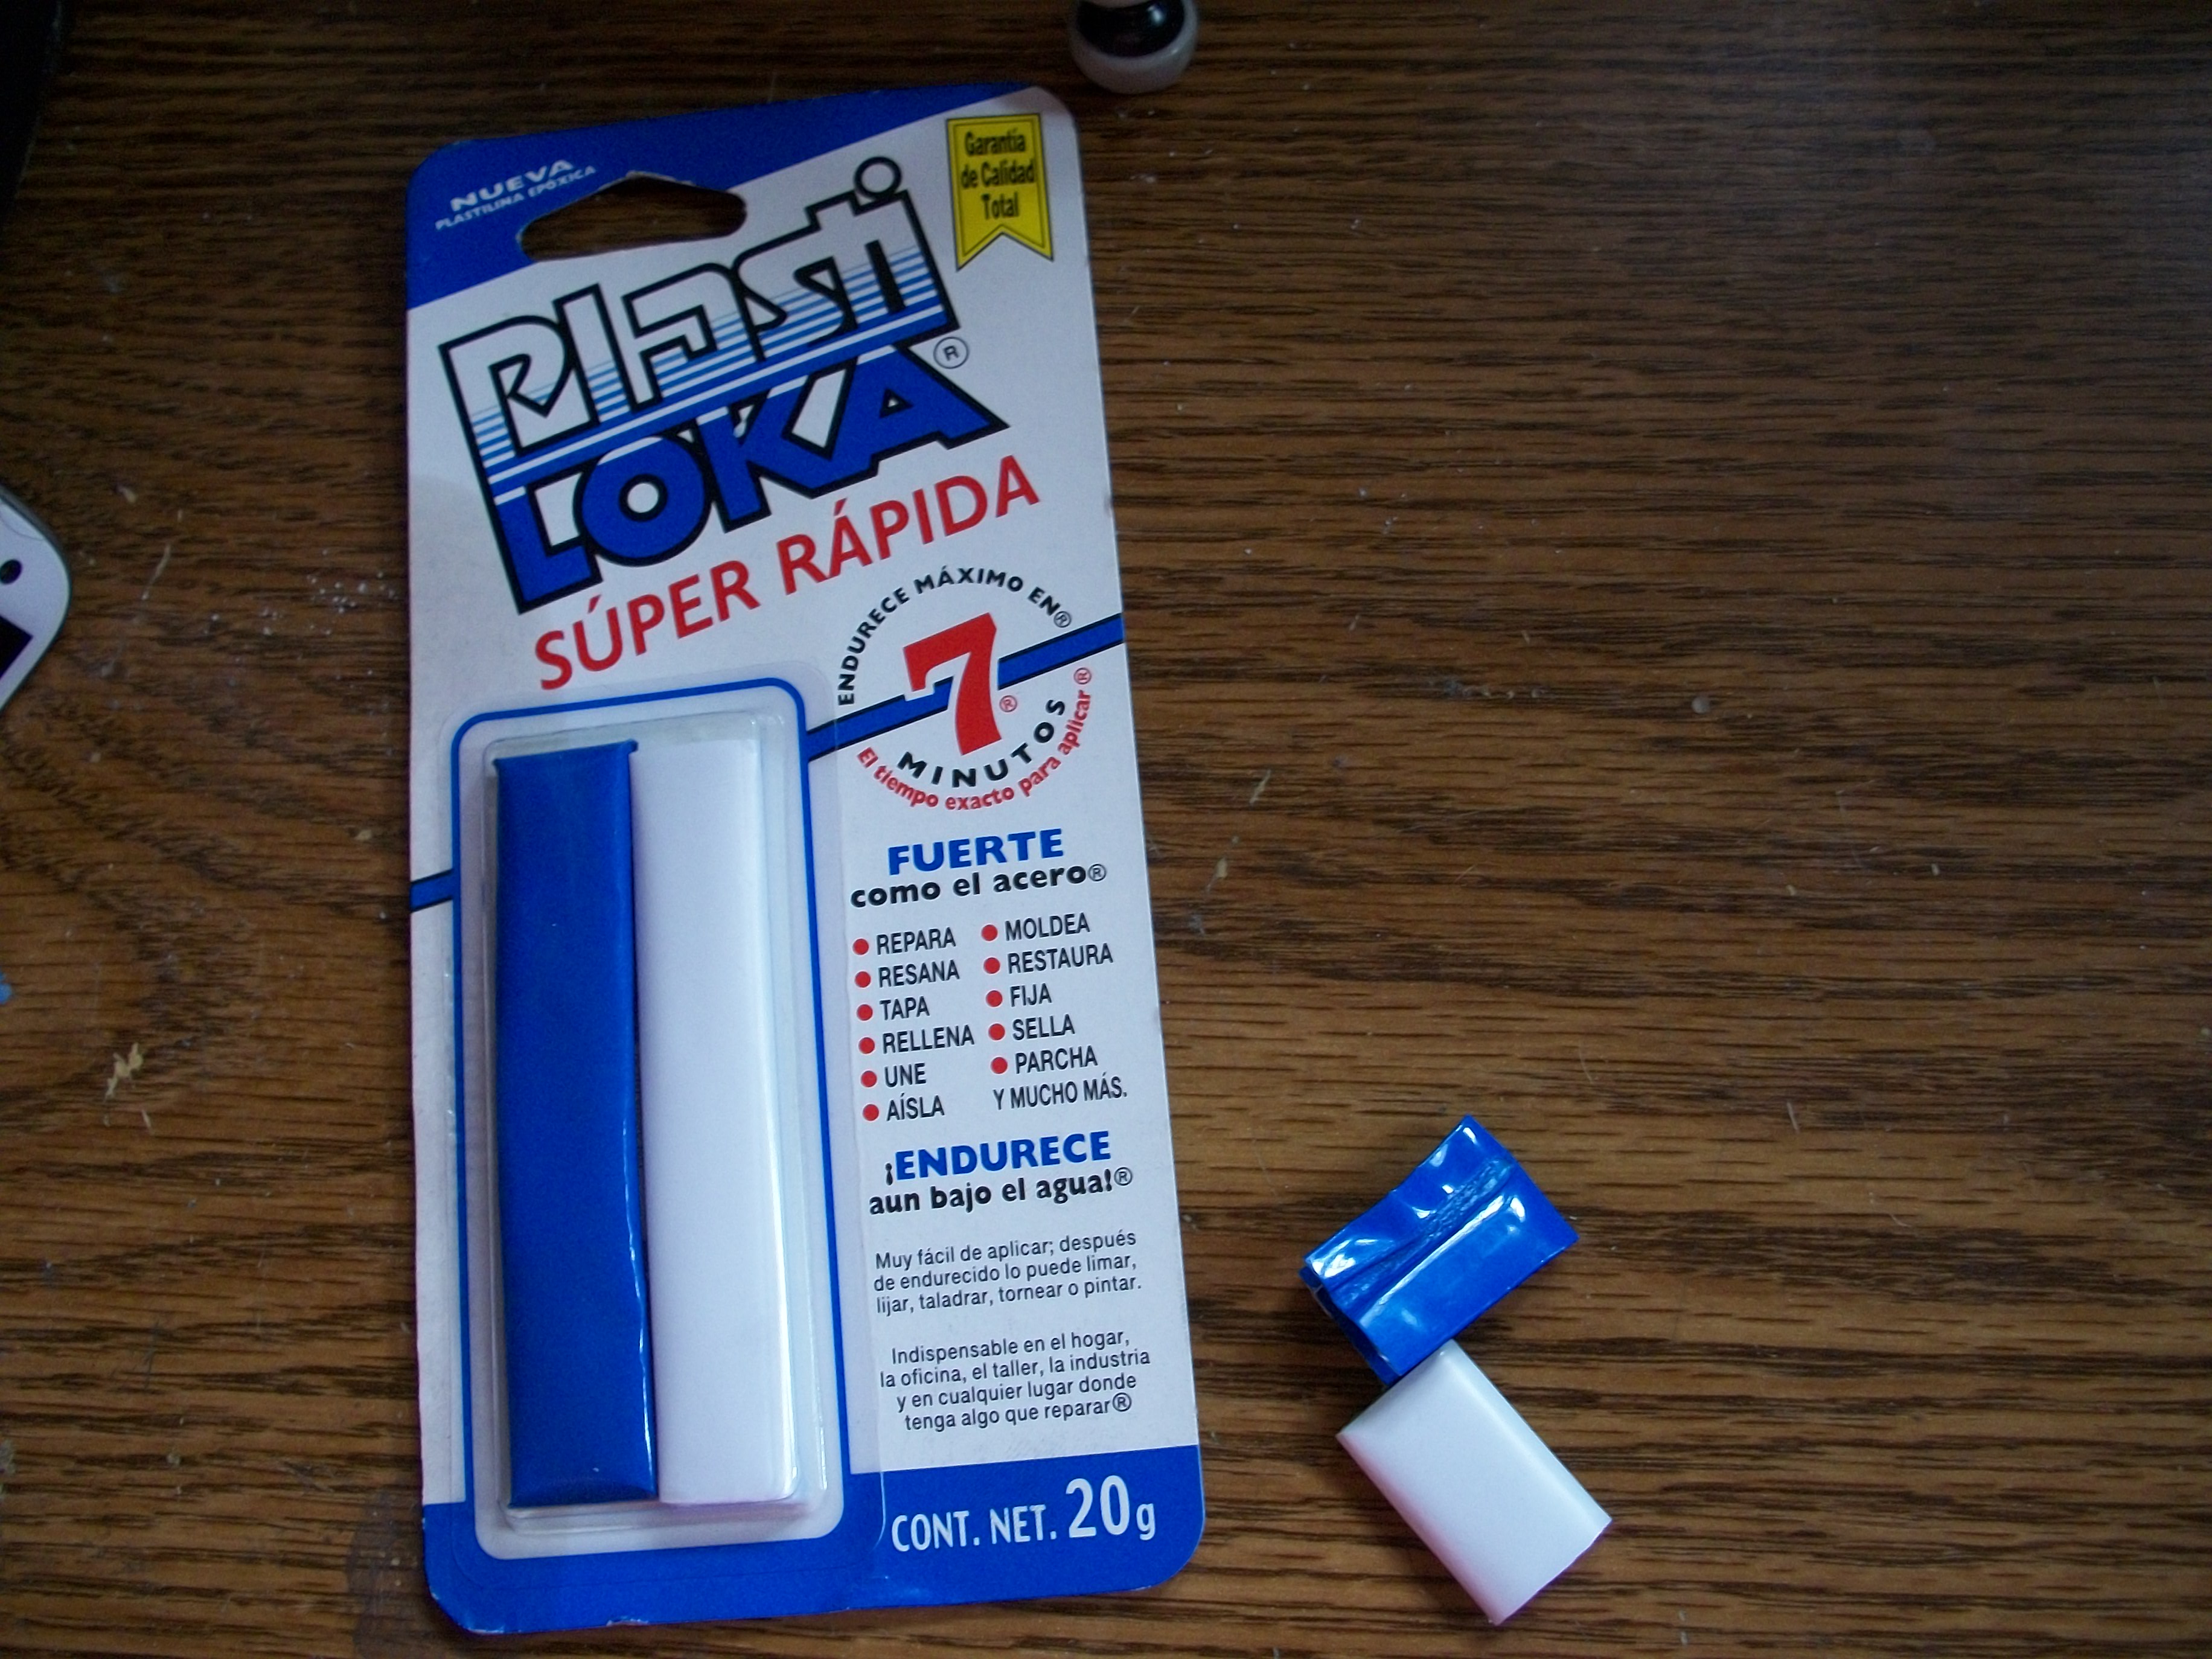 NUEVA
PLASTILINA EPÓXICA
Garantía
de Calidad
Total
Plasti
LOKA®
SÚPER RÁPIDA
ENDURECE MÁXIMO EN®
7®
MINUTOS
El tiempo exacto para aplicar®
FUERTE
como el acero®
• REPARA
• RESANA
• TAPA
• RELLENA
• UNE
• AÍSLA
• MOLDEA
• RESTAURA
• FIJA
• SELLA
• PARCHA
Y MUCHO MÁS.
¡ENDURECE
aun bajo el agua!®
Muy fácil de aplicar; después
de endurecido lo puede limar,
lijar, taladrar, tornear o pintar.
Indispensable en el hogar,
la oficina, el taller, la industria
y en cualquier lugar donde
tenga algo que reparar®
CONT. NET. 20g